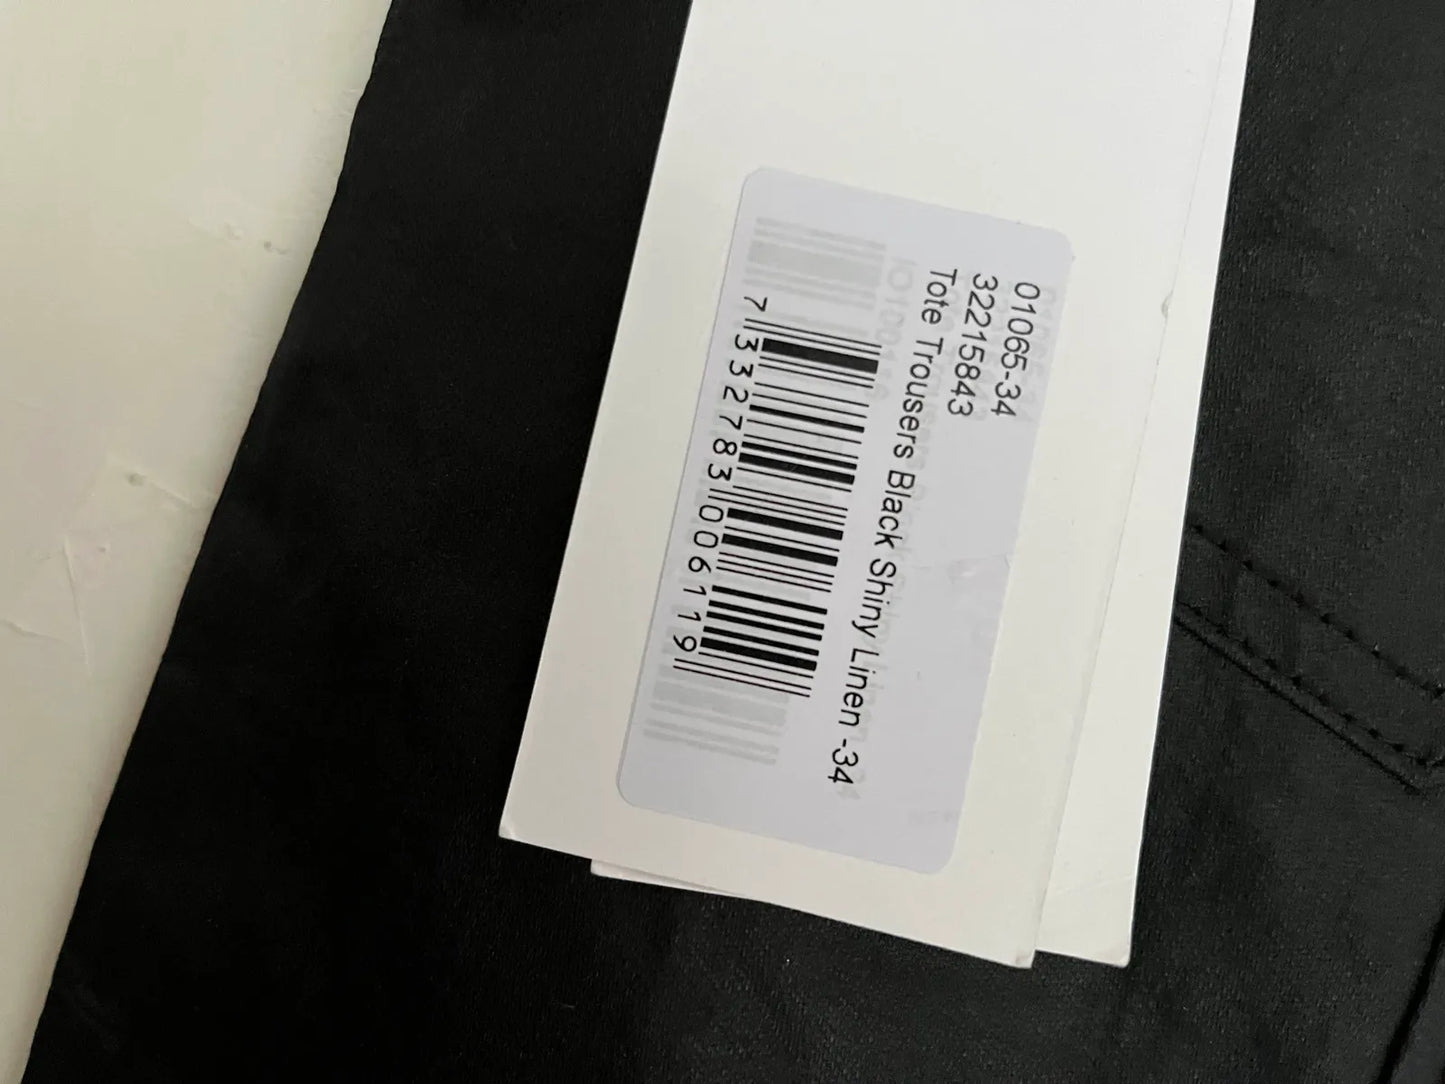 01065-34
32215843
Tote Trousers Black Shiny Linen -34
7 332783 006119